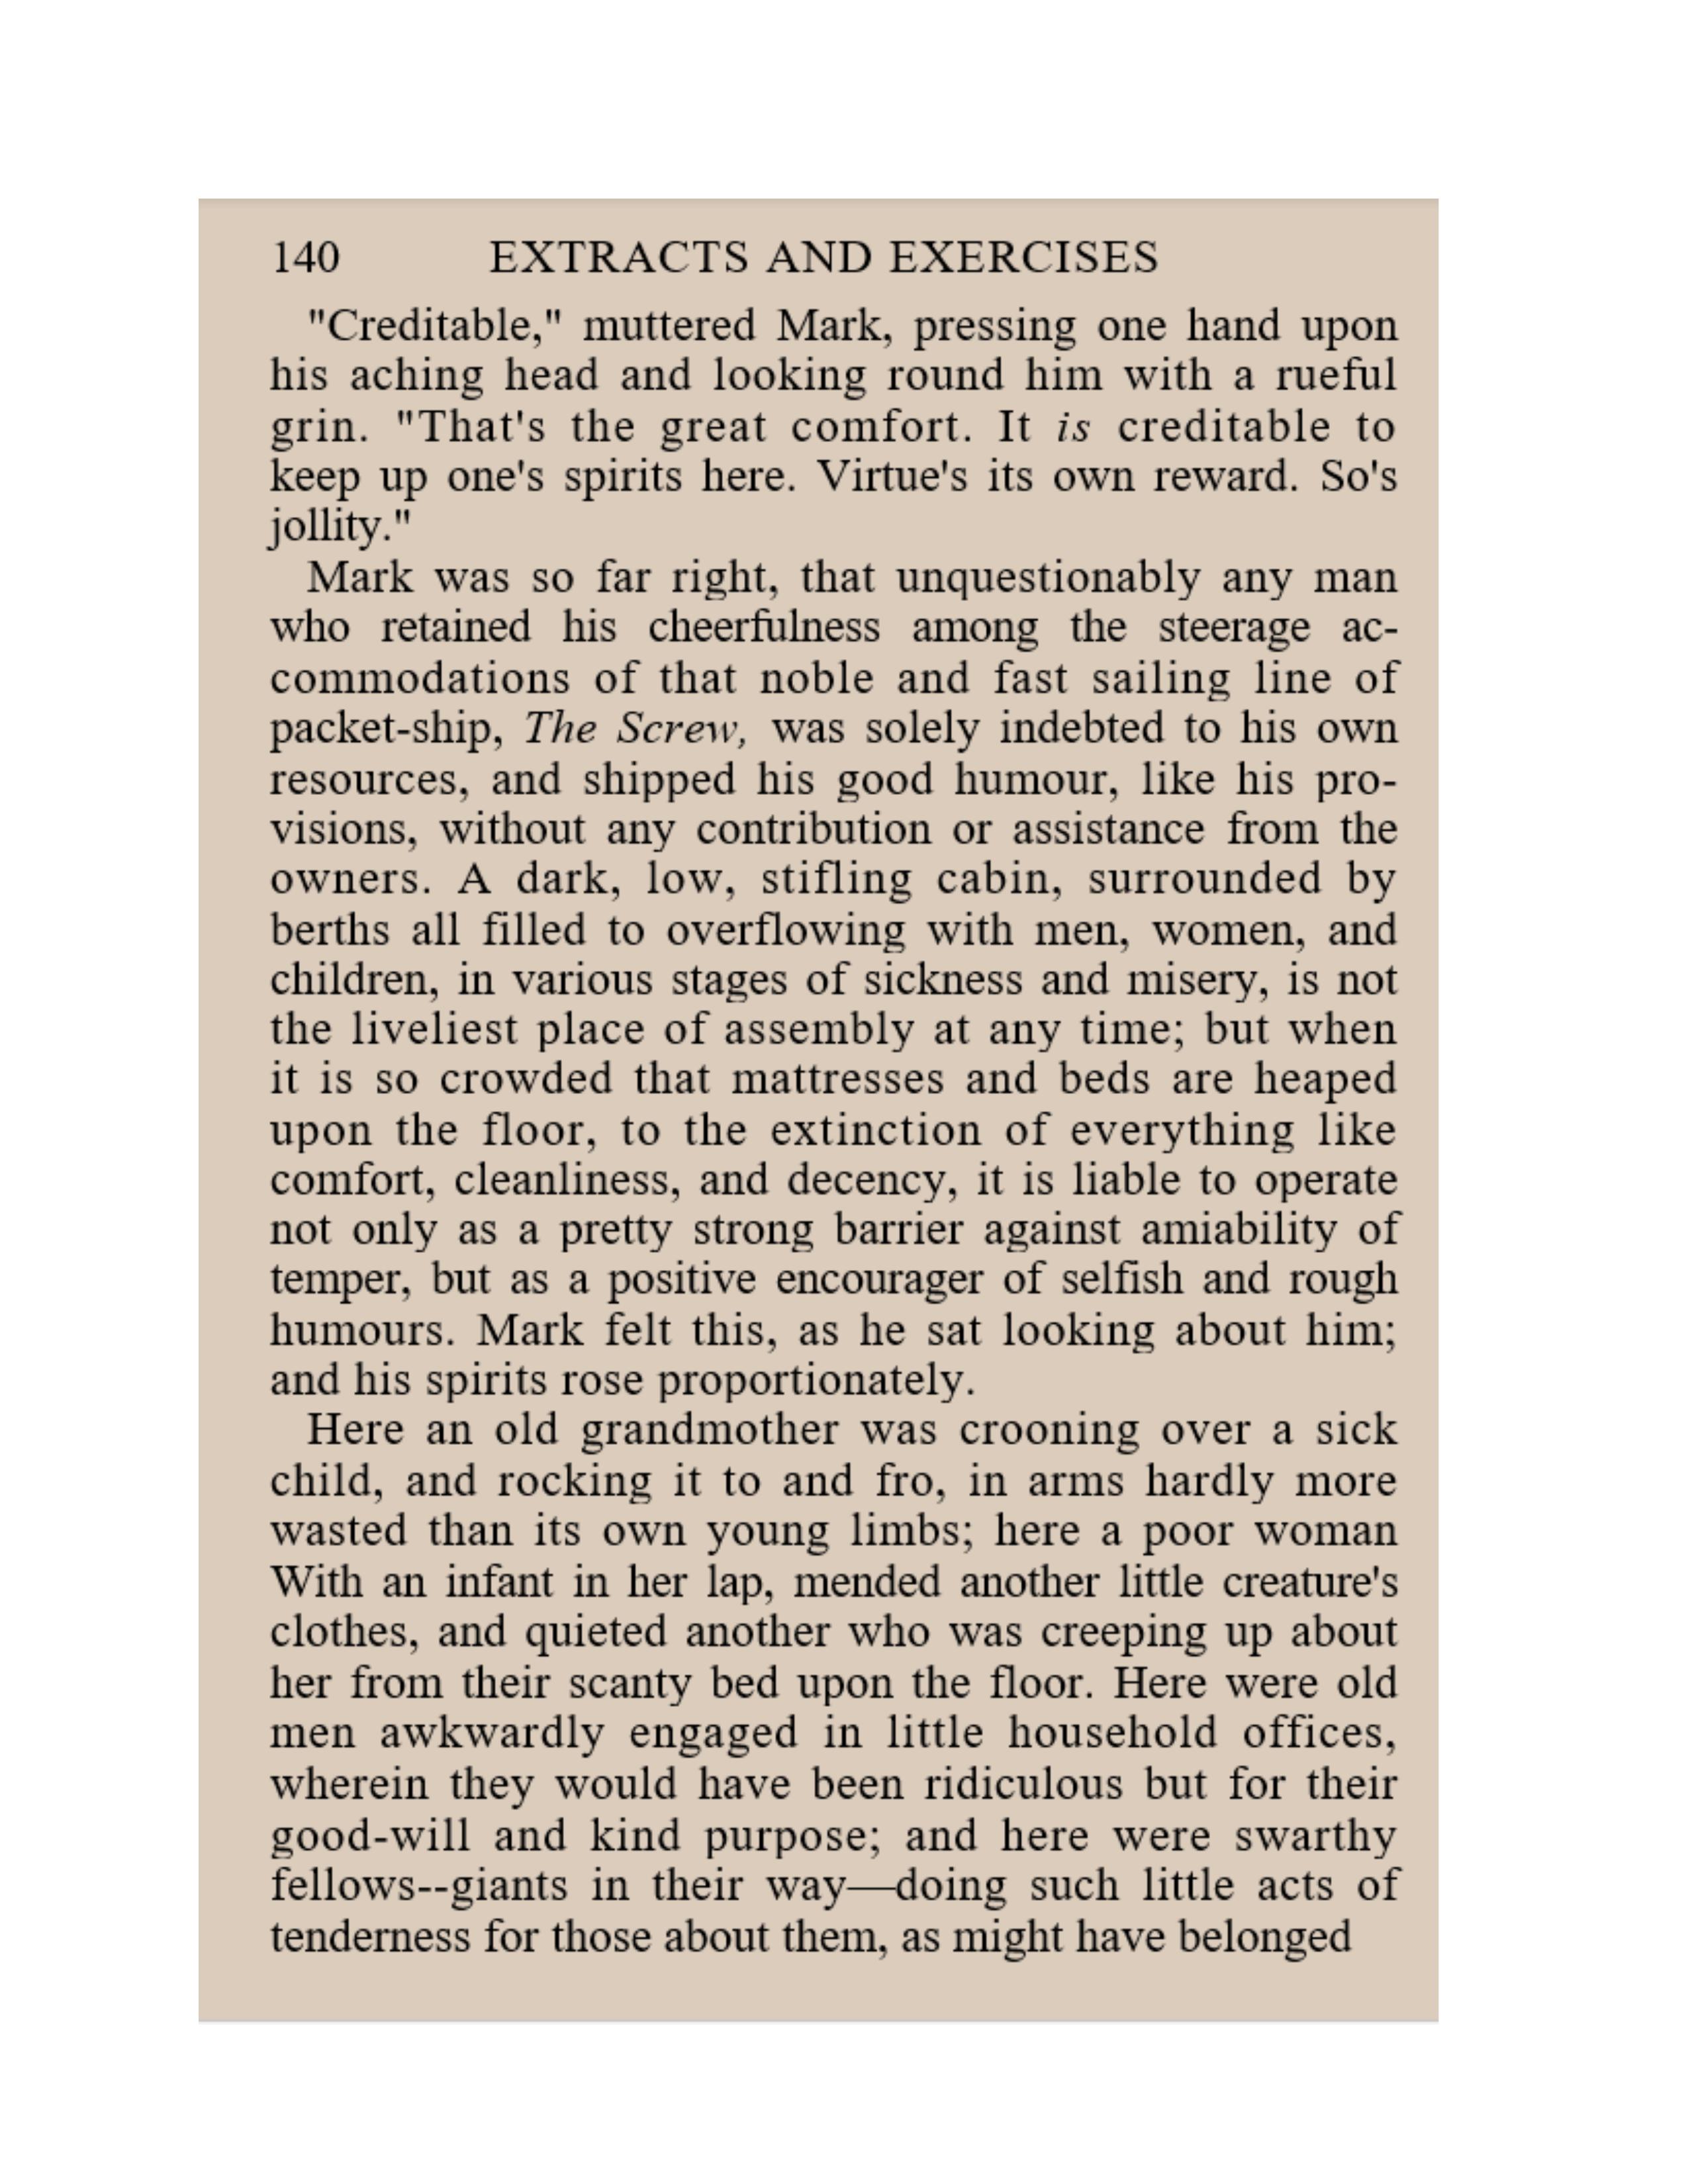 140 EXTRACTS AND EXERCISES
"Creditable," muttered Mark, pressing one hand upon
his aching head and looking round him with a rueful
grin. "That's the great comfort. It is creditable to
keep up one's spirits here. Virtue's its own reward. So's
jollity."
Mark was so far right, that unquestionably any man
who retained his cheerfulness among the steerage ac-
commodations of that noble and fast sailing line of
packet-ship, The Screw, was solely indebted to his own
resources, and shipped his good humour, like his pro-
visions, without any contribution or assistance from the
owners. A dark, low, stifling cabin, surrounded by
berths all filled to overflowing with men, women, and
children, in various stages of sickness and misery, is not
the liveliest place of assembly at any time; but when
it is so crowded that mattresses and beds are heaped
upon the floor, to the extinction of everything like
comfort, cleanliness, and decency, it is liable to operate
not only as a pretty strong barrier against amiability of
temper, but as a positive encourager of selfish and rough
humours. Mark felt this, as he sat looking about him;
and his spirits rose proportionately.
Here an old grandmother was crooning over a sick
child, and rocking it to and fro, in arms hardly more
wasted than its own young limbs; here a poor woman
With an infant in her lap, mended another little creature's
clothes, and quieted another who was creeping up about
her from their scanty bed upon the floor. Here were old
men awkwardly engaged in little household offices,
wherein they would have been ridiculous but for their
good-will and kind purpose; and here were swarthy
fellows--giants in their way—doing such little acts of
tenderness for those about them, as might have belonged